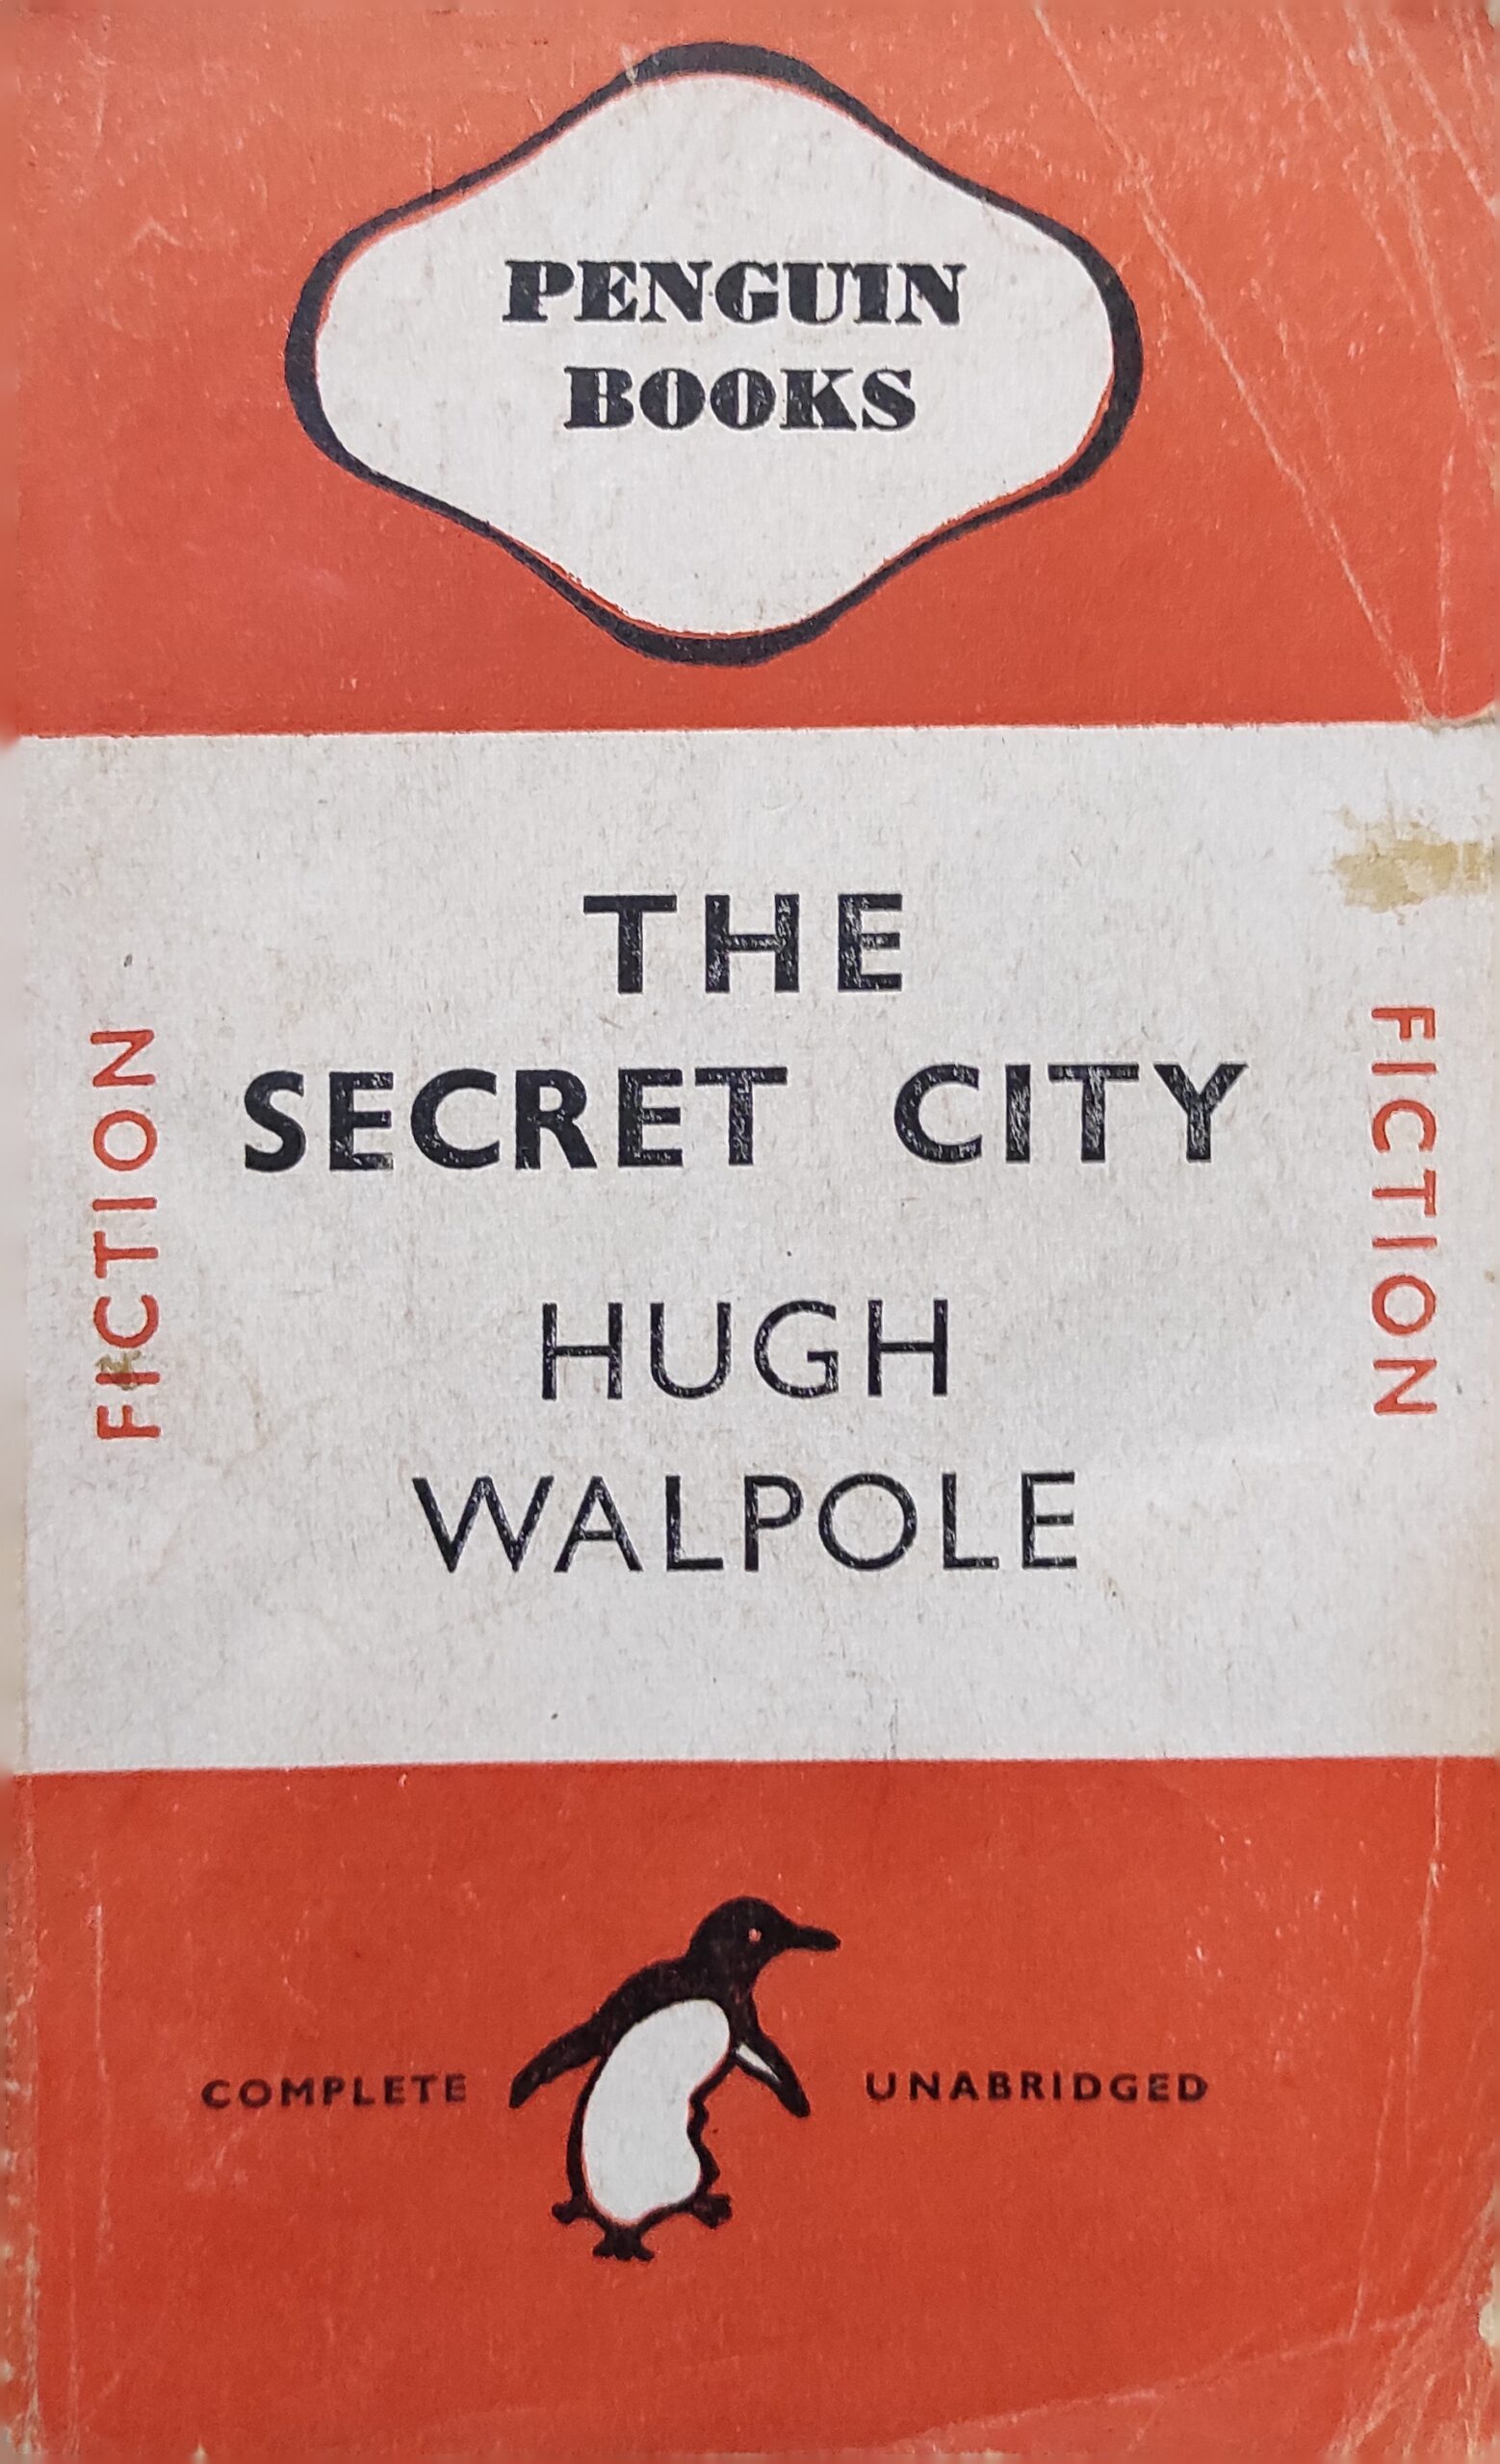 PENGUIN
BOOKS
THE
SECRET CITY
HUGH
WALPOLE
FICTION
FICTION
COMPLETE UNABRIDGED